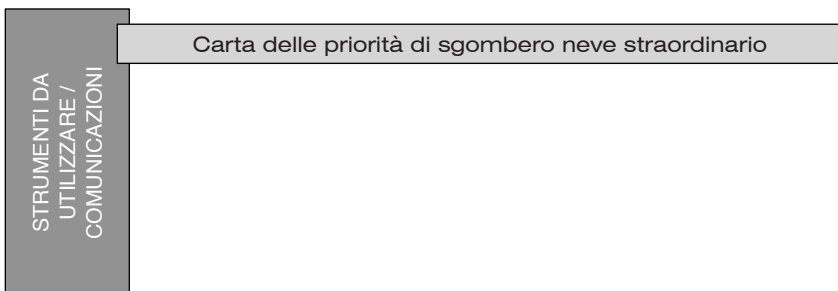 Carta delle priorità di sgombero neve straordinario
STRUMENTI DA
UTILIZZARE /
COMUNICAZIONI